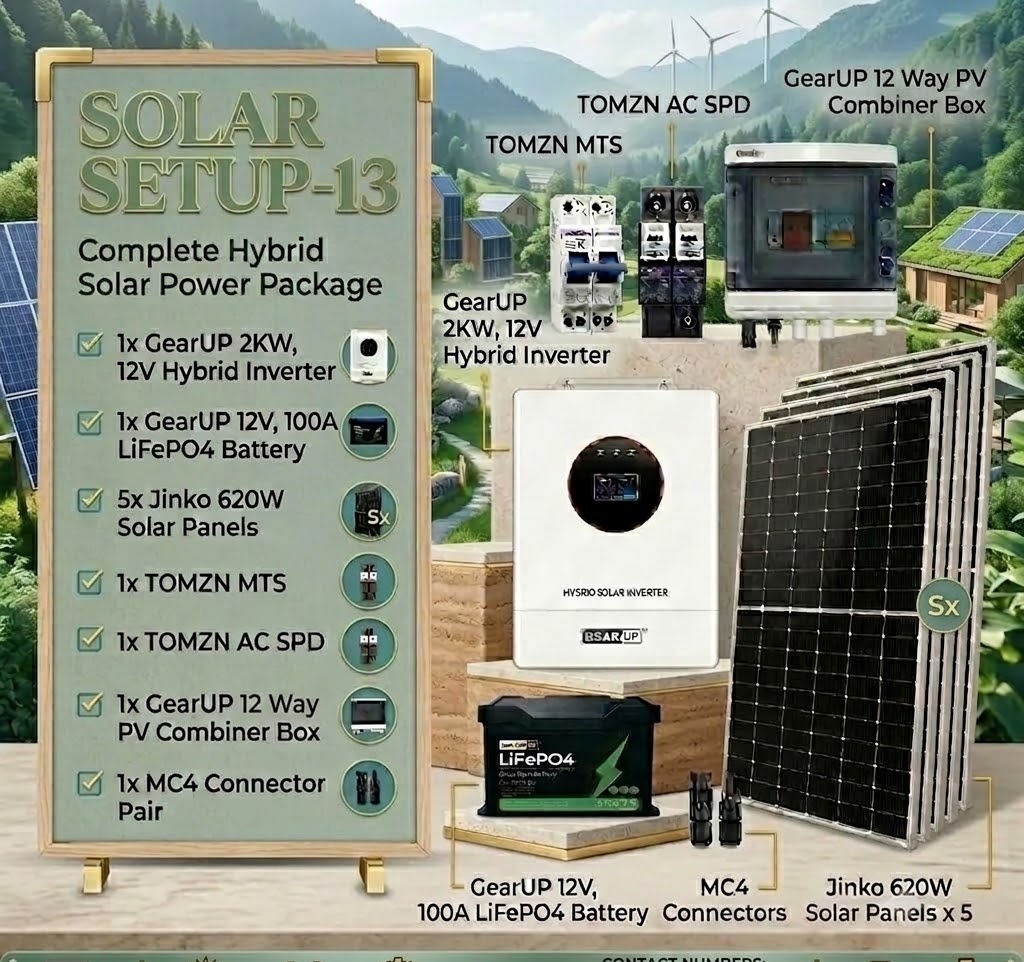 SOLAR
SETUP-13
Complete Hybrid
Solar Power Package
1x GearUP 2KW,
12V Hybrid Inverter
1x GearUP 12V, 100A
LiFePO4 Battery
5x Jinko 620W
Solar Panels
Sx
1x TOMZN MTS
1x TOMZN AC SPD
1x GearUP 12 Way
PV Combiner Box
1x MC4 Connector
Pair
TOMZN MTS
TOMZN AC SPD
GearUP 12 Way PV
Combiner Box
GearUP
2KW, 12V
Hybrid Inverter
HYSRIO SOLAR INVERTER
BSAR UP
Sx
LiFePO4
GearUP 12V,
100A LiFePO4 Battery
MC4
Connectors
Jinko 620W
Solar Panels x 5
CONTACT NUMBERS: